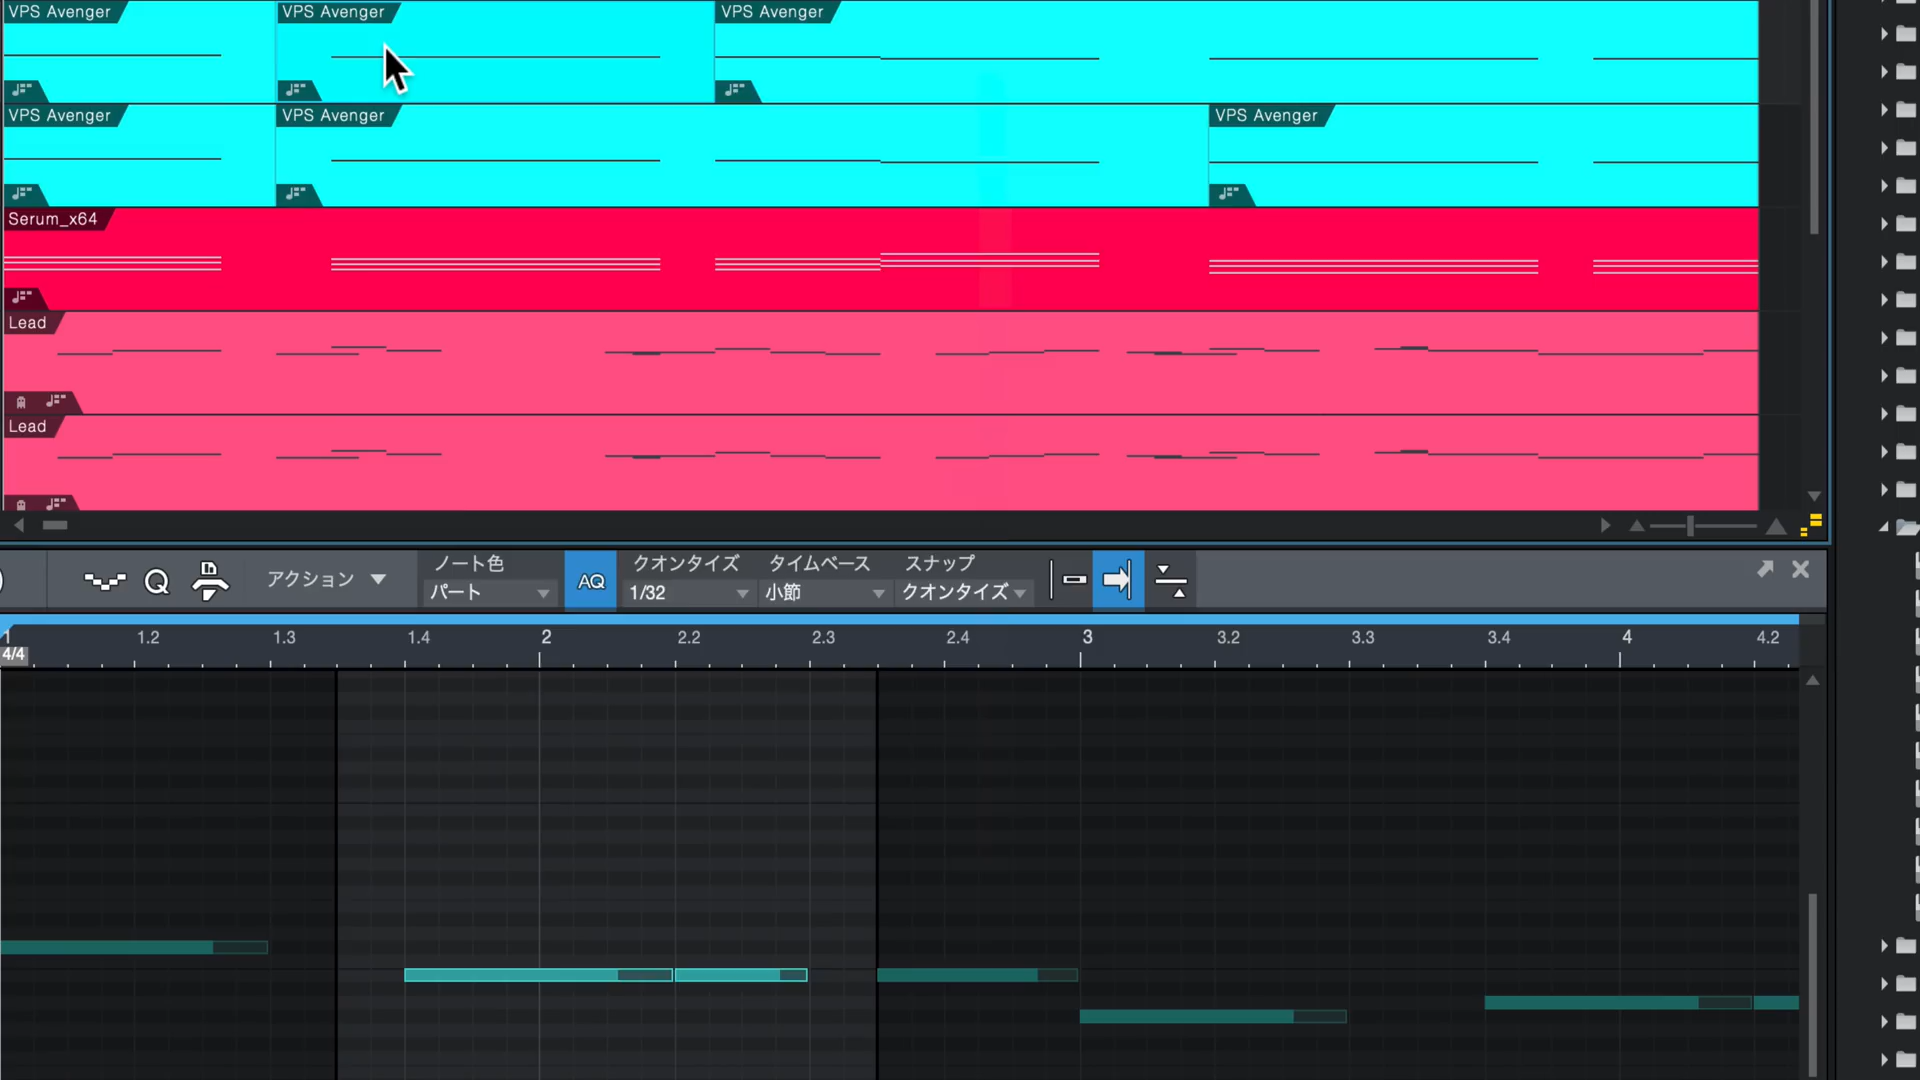 VPS Avenger
VPS Avenger
VPS Avenger
VPS Avenger
VPS Avenger
VPS Avenger
Serum_x64
Lead
Lead
Q
アクション
ノート色
パート
AQ
クオンタイズ
1/32
タイムベース
小節
スナップ
クオンタイズ
1 1.2 1.3 1.4 2 2.2 2.3 2.4 3 3.2 3.3 3.4 4 4.2
4/4